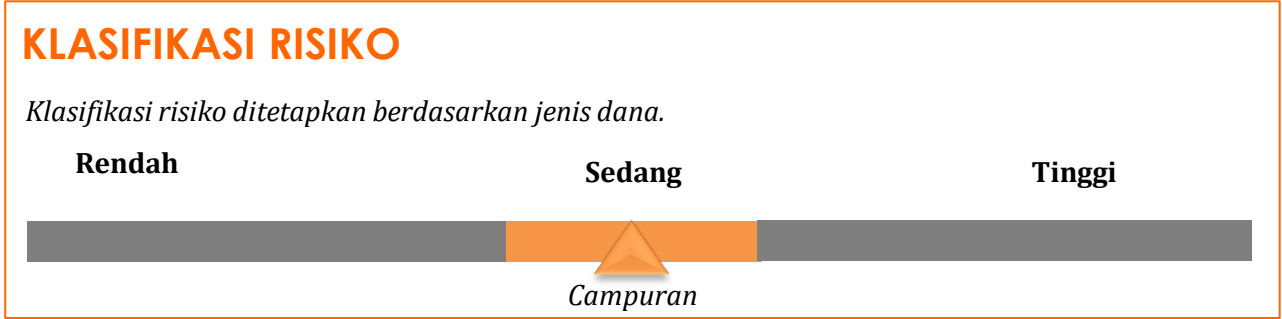 KLASIFIKASI RISIKO
Klasifikasi risiko ditetapkan berdasarkan jenis dana.
Rendah Sedang Tinggi
Campuran